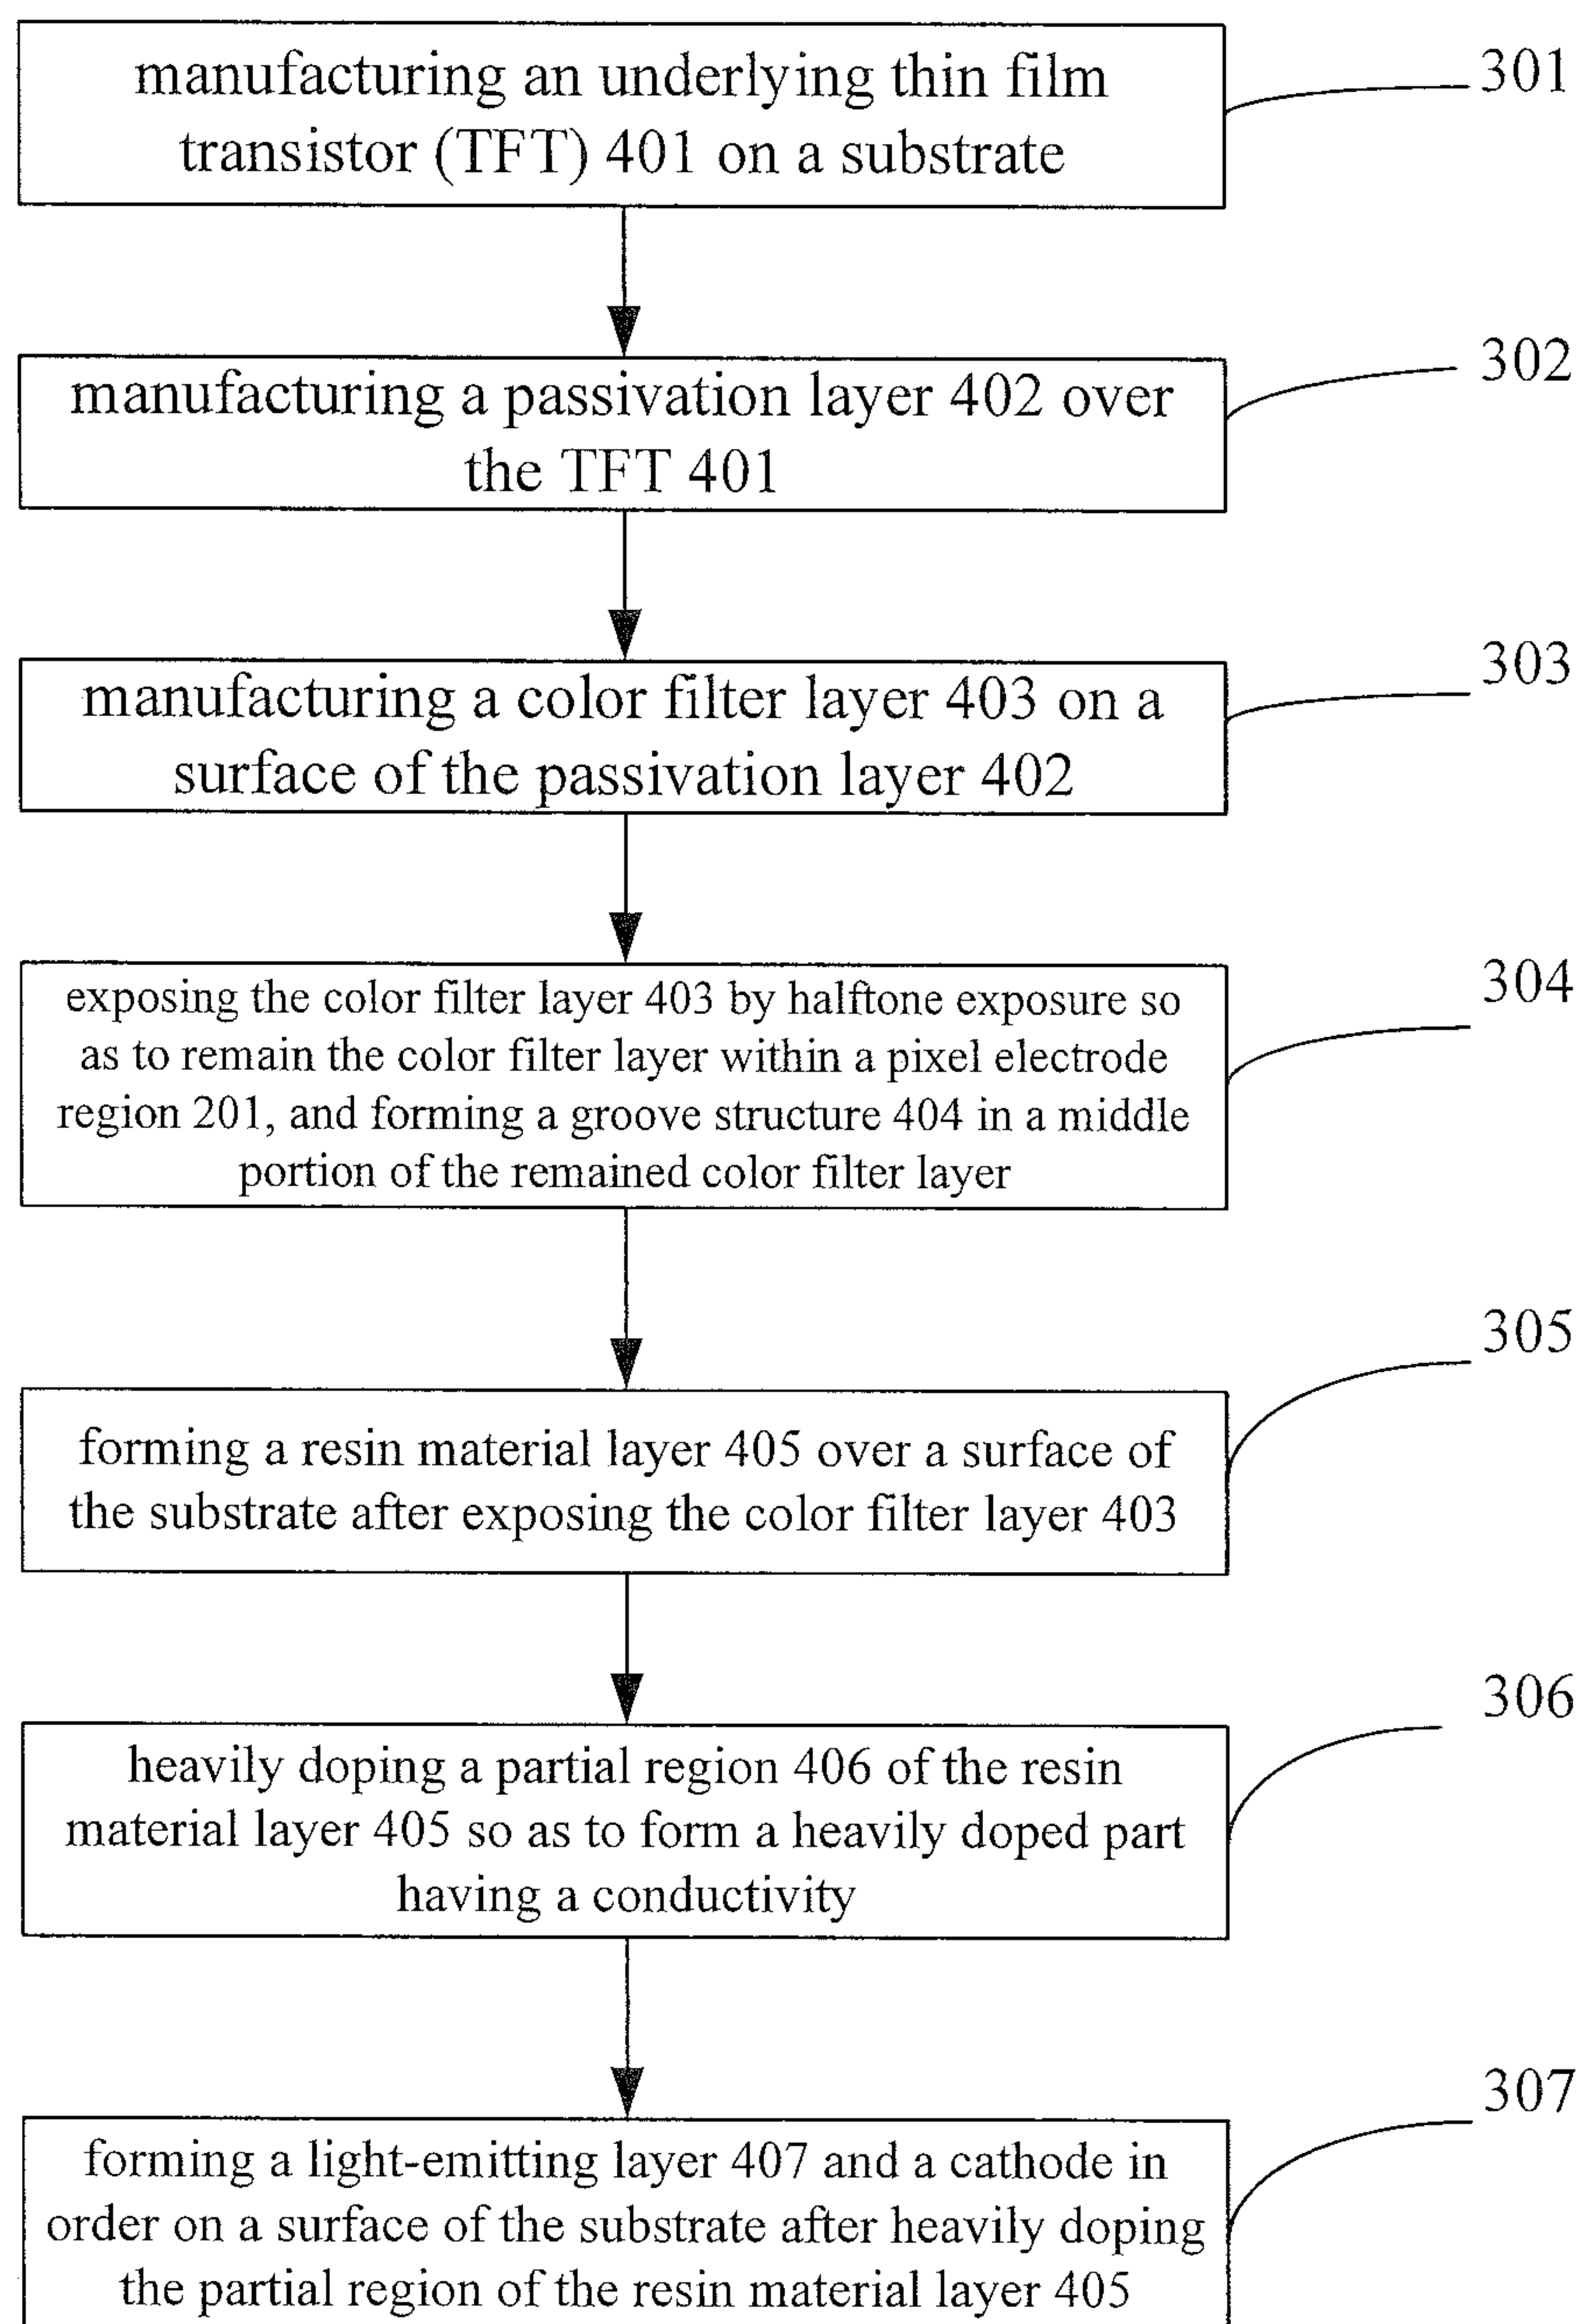 manufacturing an underlying thin film
transistor (TFT) 401 on a substrate
301
manufacturing a passivation layer 402 over
the TFT 401
302
manufacturing a color filter layer 403 on a
surface of the passivation layer 402
303
exposing the color filter layer 403 by halftone exposure so
as to remain the color filter layer within a pixel electrode
region 201, and forming a groove structure 404 in a middle
portion of the remained color filter layer
304
forming a resin material layer 405 over a surface of
the substrate after exposing the color filter layer 403
305
heavily doping a partial region 406 of the resin
material layer 405 so as to form a heavily doped part
having a conductivity
306
forming a light-emitting layer 407 and a cathode in
order on a surface of the substrate after heavily doping
the partial region of the resin material layer 405
307